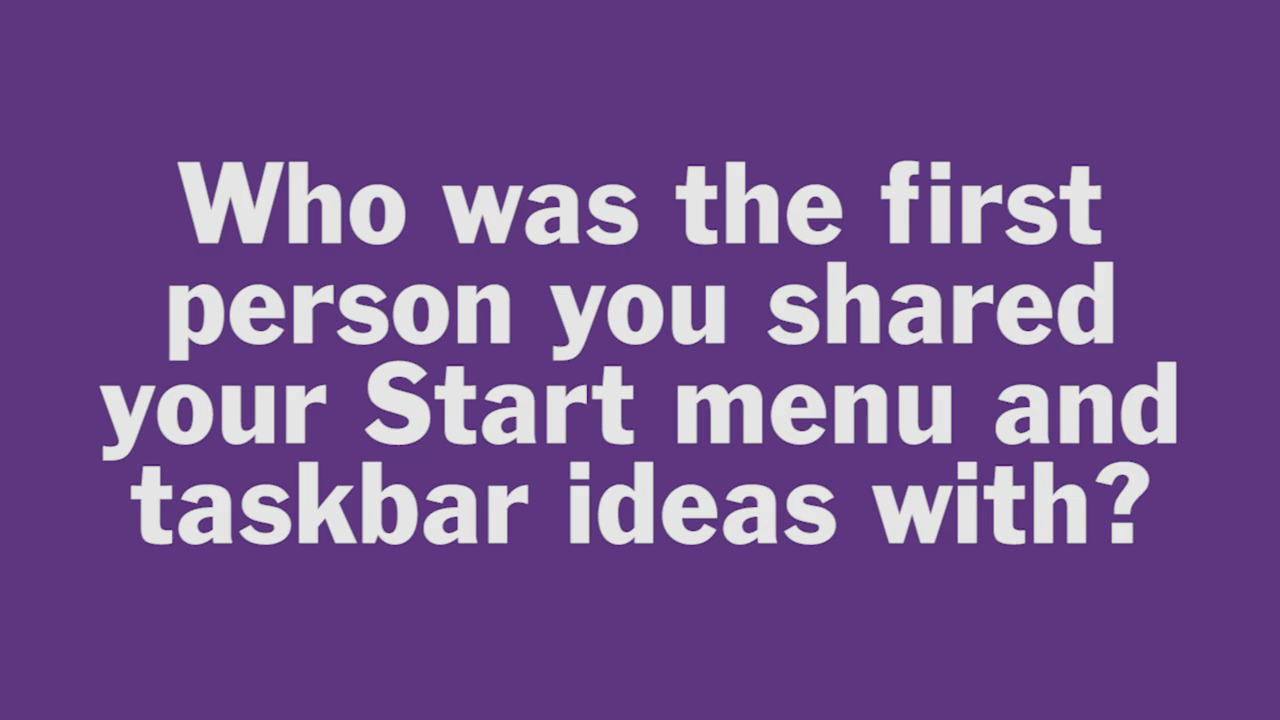 Who was the first
person you shared
your Start menu and
taskbar ideas with?